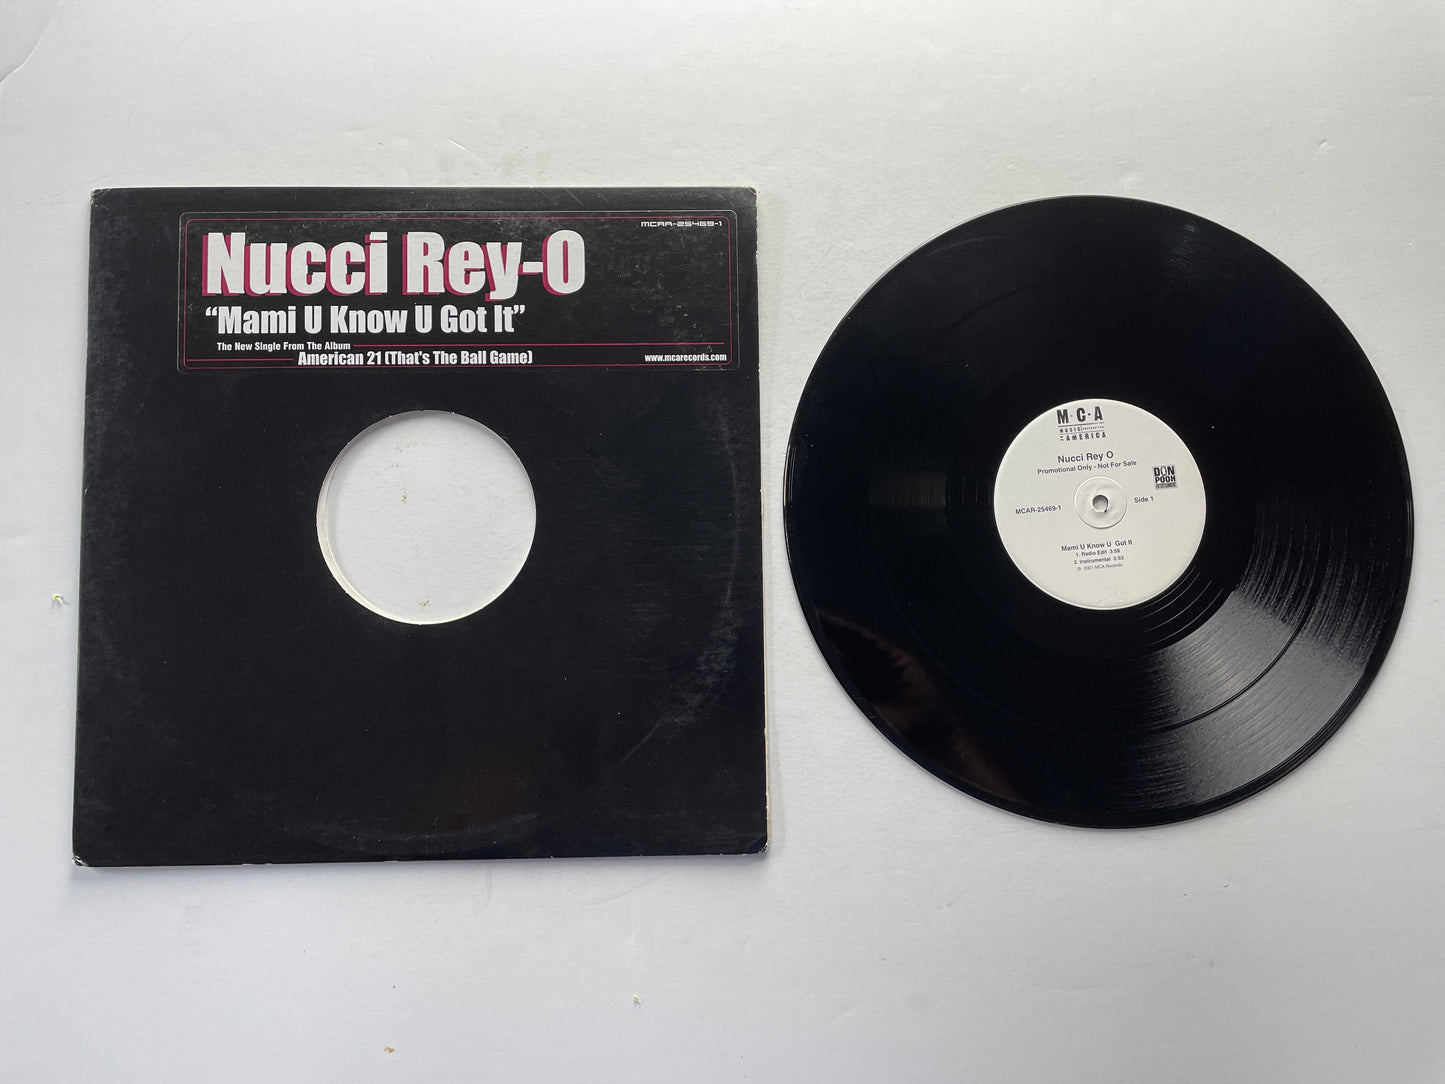 MCAR-25469-1
Nucci Rey-O
“Mami U Know U Got It”
The New Single From The Album
American 21 (That's The Ball Game)
www.mcarecords.com
M·C·A
MUSIC CORPORATION
OF AMERICA
Nucci Rey O
Promotional Only - Not For Sale
DON
POOH
ENTERTAINMENT
MCAR-25469-1
Side 1
Mami U Know U Got It
1. Radio Edit 3:56
2. Instrumental 3:53
℗ 2001 MCA Records